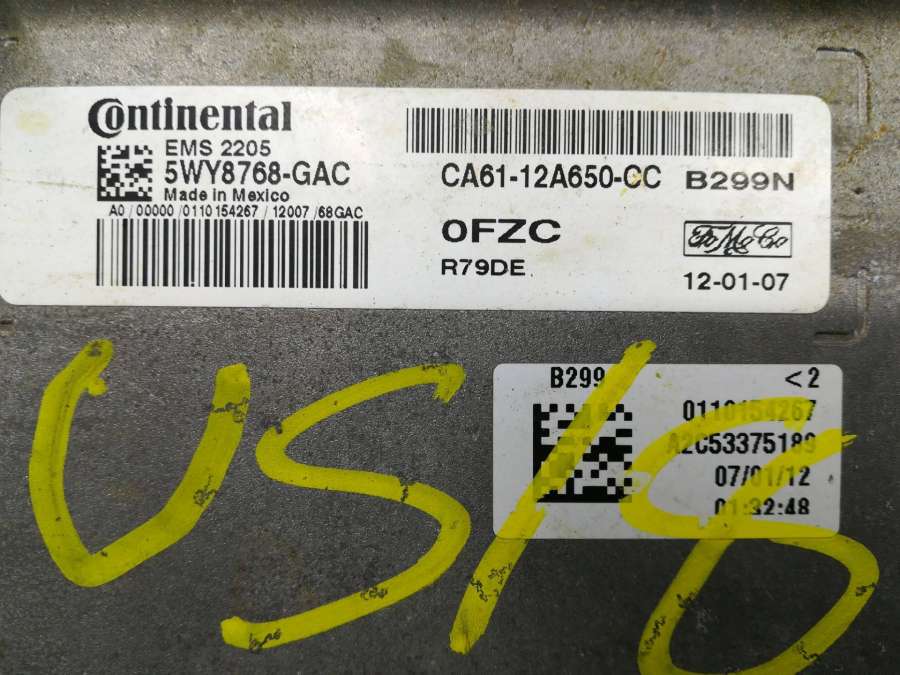 Continental
EMS 2205
5WY8768-GAC
Made in Mexico
A0 / 00000 / 0110154267 / 12007 / 68GAC
CA61-12A650-CC B299N
0FZC
FoMoCo
R79DE
12-01-07
B299 <2
0110154267
A2C53375189
07/01/12
01:32:48